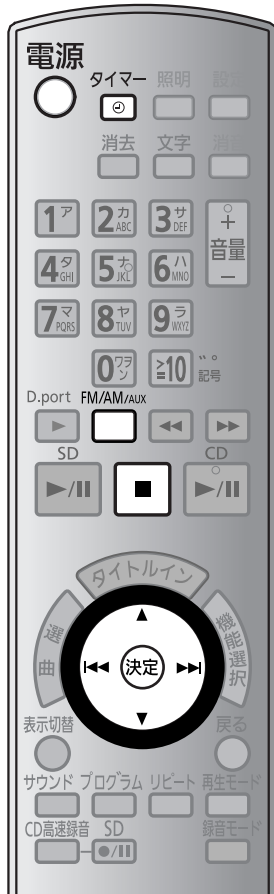 電源
タイマー 照明 設定
消去 文字 消音
1ア 2カABC 3サDEF
+
音量
−
4タGHI 5ナJKL 6ハMNO
7マPQRS 8ヤTUV 9ラWXYZ
0ワヲン ≧10 ゛゜記号
D.port FM/AM/AUX
SD CD
タイトルイン
選曲
機能選択
決定
表示切替 戻る
サウンド プログラム リピート 再生モード
CD高速録音 SD 録音モード